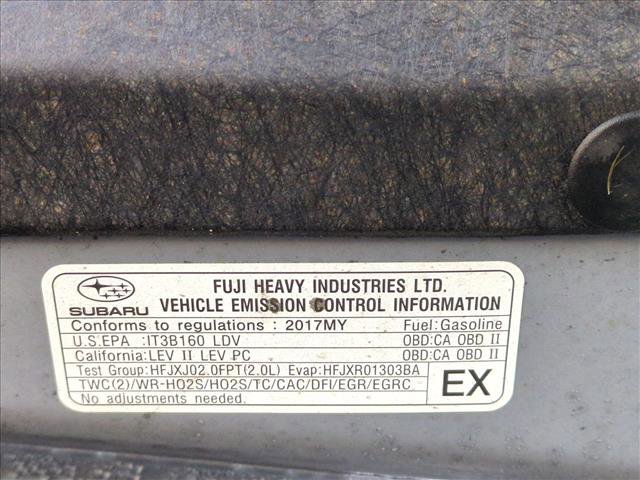 FUJI HEAVY INDUSTRIES LTD.
SUBARU VEHICLE EMISSION CONTROL INFORMATION
Conforms to regulations : 2017MY Fuel:Gasoline
U.S.EPA :IT3B160 LDV OBD:CA OBD II
California:LEV II LEV PC OBD:CA OBD II
Test Group:HFJXJ02.0FPT(2.0L) Evap:HFJXR01303BA
TWC(2)/WR-HO2S/HO2S/TC/CAC/DFI/EGR/EGRC
No adjustments needed.
EX